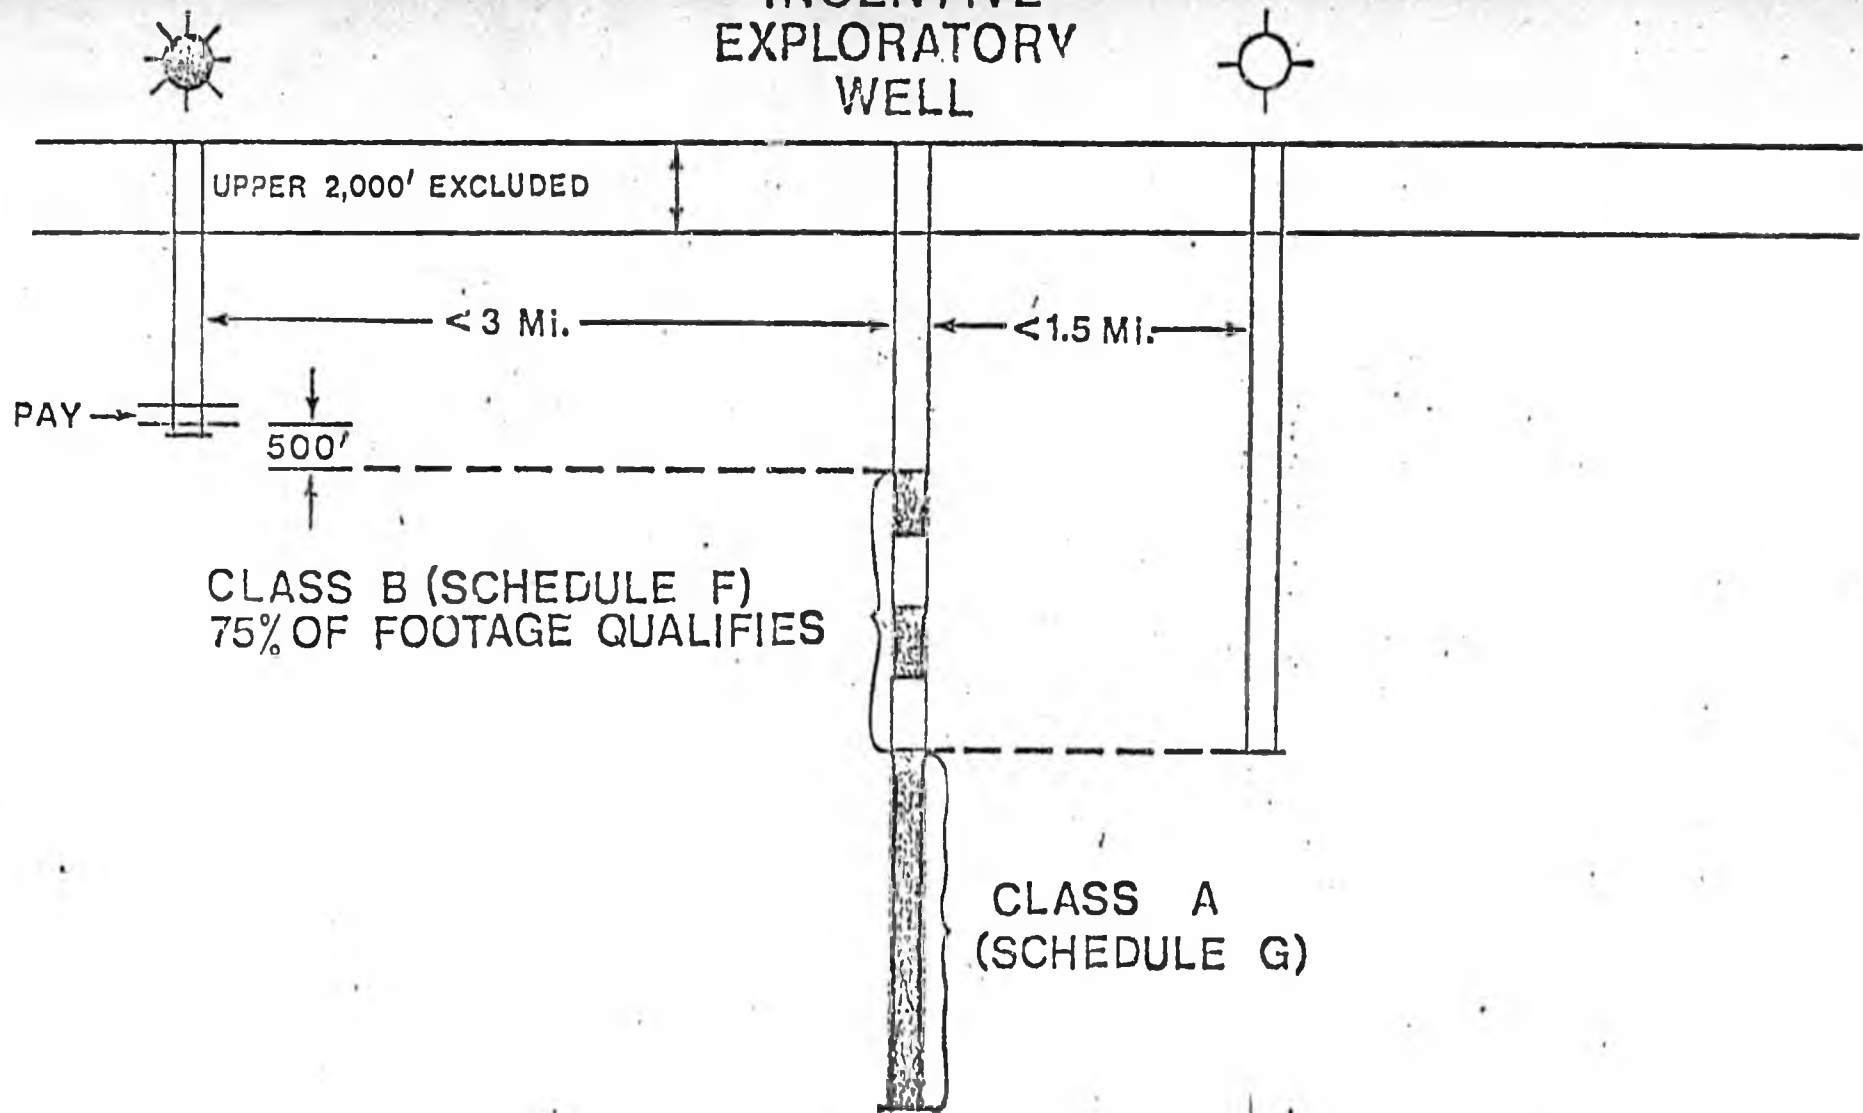 INCENTIVE
EXPLORATORY
WELL
UPPER 2,000' EXCLUDED
< 3 Mi.
< 1.5 Mi.
PAY
500'
CLASS B (SCHEDULE F)
75% OF FOOTAGE QUALIFIES
CLASS A
(SCHEDULE G)